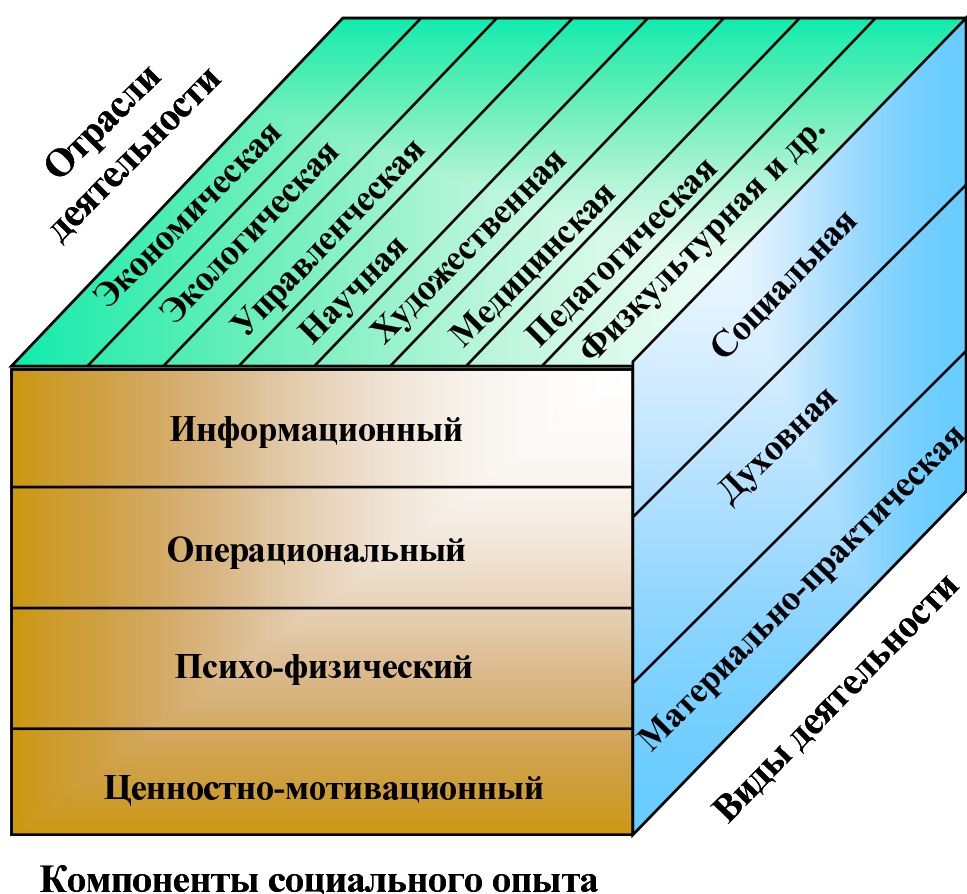 Отрасли
деятельности
Экономическая
Экологическая
Управленческая
Научная
Художественная
Медицинская
Педагогическая
Физкультурная и др.
Социальная
Духовная
Материально-практическая
Виды деятельности
Информационный
Операциональный
Психо-физический
Ценностно-мотивационный
Компоненты социального опыта